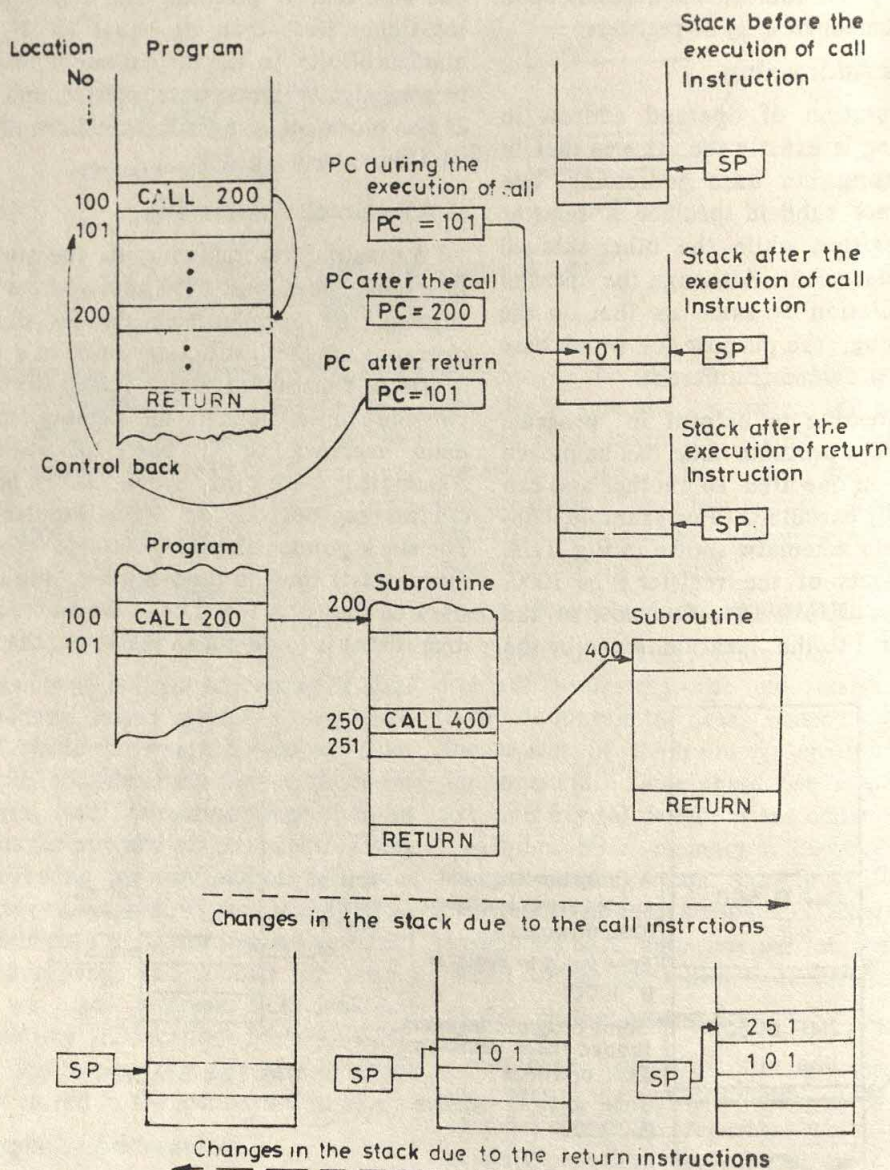 Location
No
Program
100 CALL 200
101
200
RETURN
Control back
PC during the
execution of call
PC = 101
PC after the call
PC = 200
PC after return
PC = 101
Stack before the
execution of call
Instruction
SP
Stack after the
execution of call
Instruction
101
SP
Stack after the
execution of return
Instruction
SP
Program
100 CALL 200
101
Subroutine
200
250 CALL 400
251
RETURN
Subroutine
400
RETURN
Changes in the stack due to the call instrctions
SP
SP
101
SP
251
101
Changes in the stack due to the return instructions